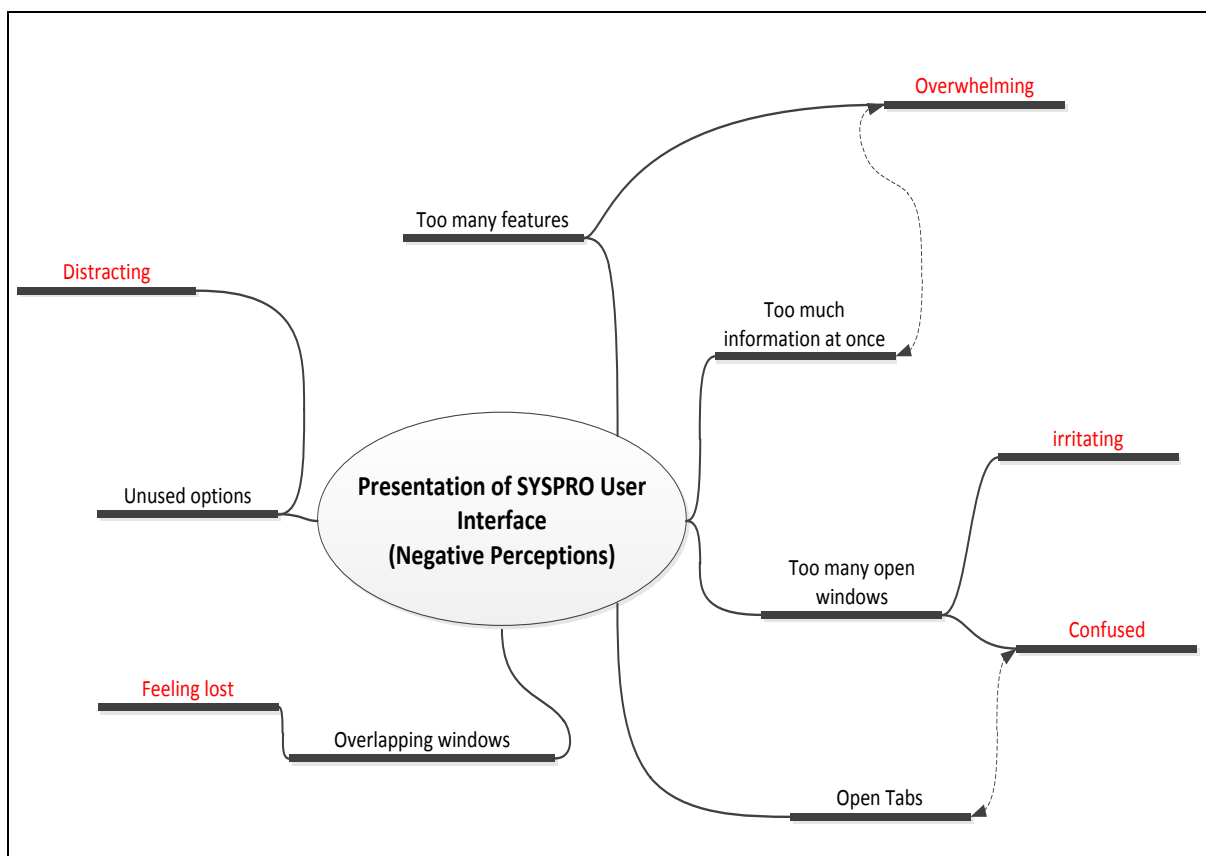 Overwhelming
Too many features
Distracting
Too much
information at once
irritating
Presentation of SYSPRO User
Interface
(Negative Perceptions)
Unused options
Too many open
windows
Confused
Feeling lost
Overlapping windows
Open Tabs